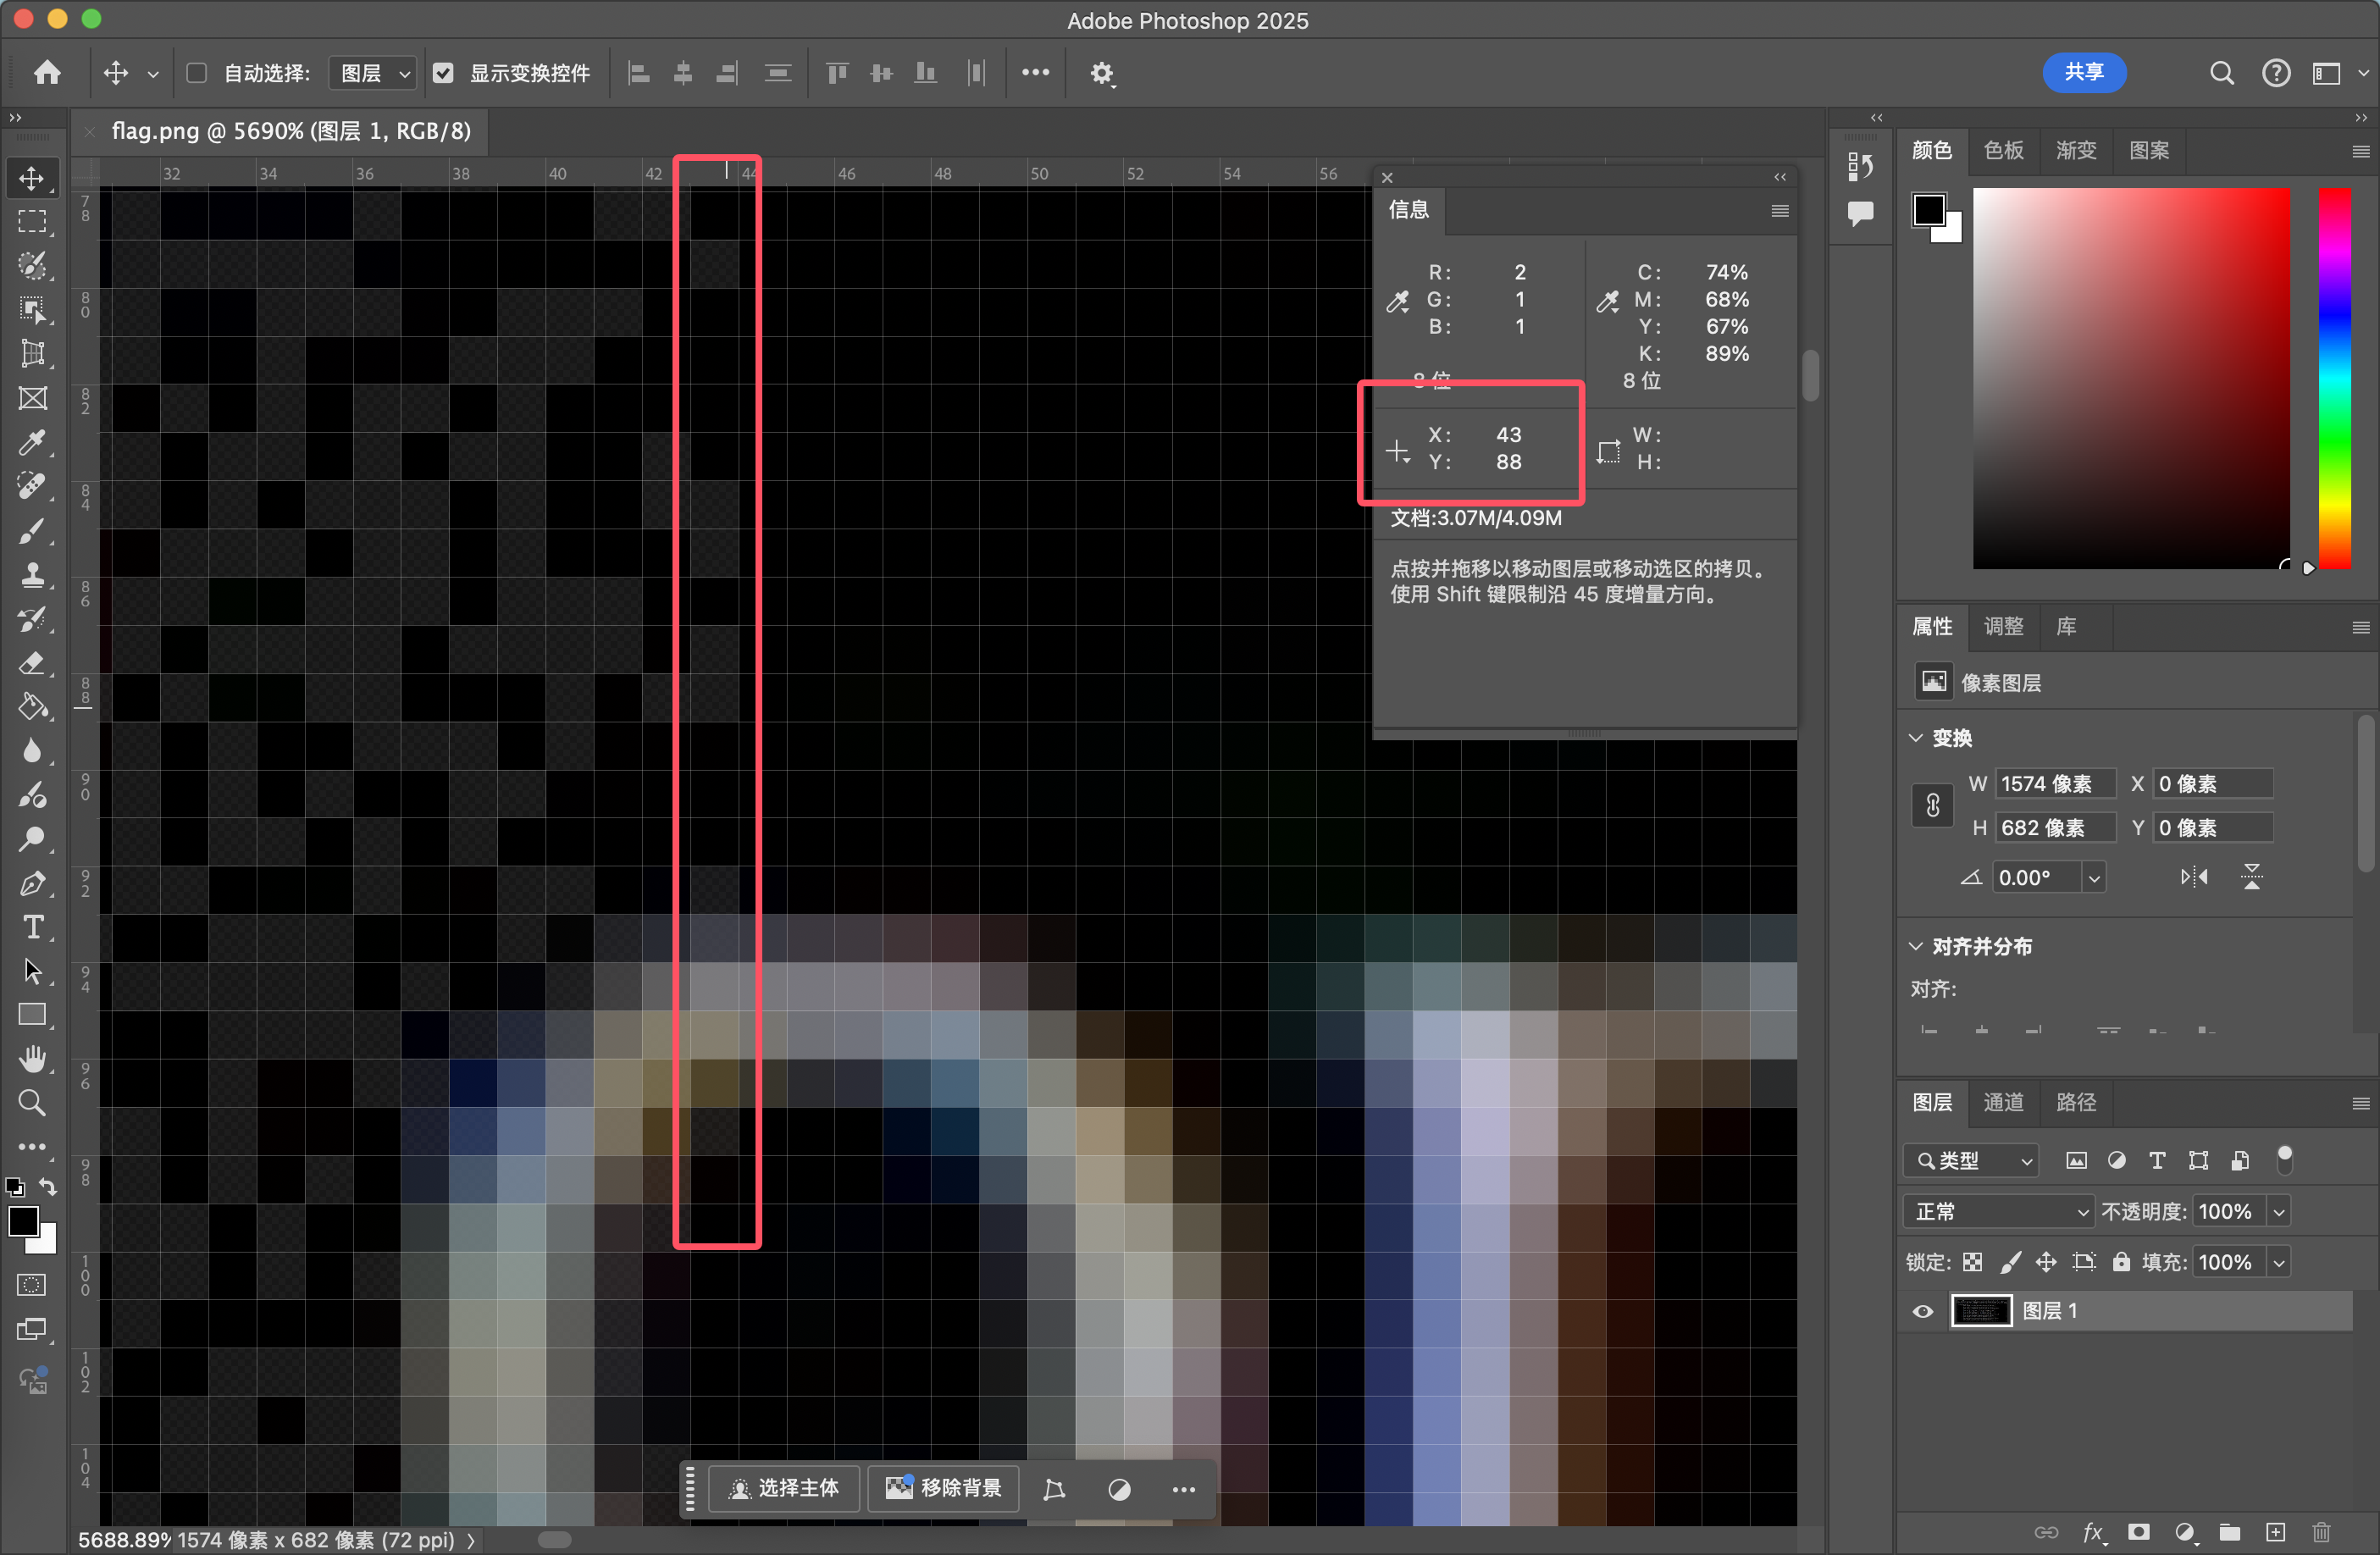 Adobe Photoshop 2025
自动选择: 图层 显示变换控件 共享
flag.png @ 5690% (图层 1, RGB/8)
32 34 36 38 40 42 44 46 48 50 52 54 56
78
80
82
84
86
88
90
92
94
96
98
100
102
104
信息
R: 2 C: 74%
G: 1 M: 68%
B: 1 Y: 67%
K: 89%
8 位 8 位
X: 43 W:
Y: 88 H:
文档:3.07M/4.09M
点按并拖移以移动图层或移动选区的拷贝。
使用 Shift 键限制沿 45 度增量方向。
颜色 色板 渐变 图案
属性 调整 库
像素图层
变换
W 1574 像素 X 0 像素
H 682 像素 Y 0 像素
0.00°
对齐并分布
对齐:
图层 通道 路径
类型
正常 不透明度: 100%
锁定: 填充: 100%
图层 1
fx
选择主体 移除背景
5688.89% 1574 像素 x 682 像素 (72 ppi)